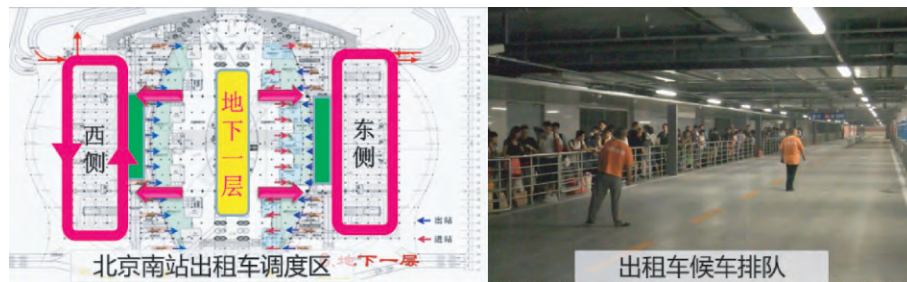 西侧
地下一层
东侧
出站
进站
地下一层
北京南站出租车调度区
出租车候车排队